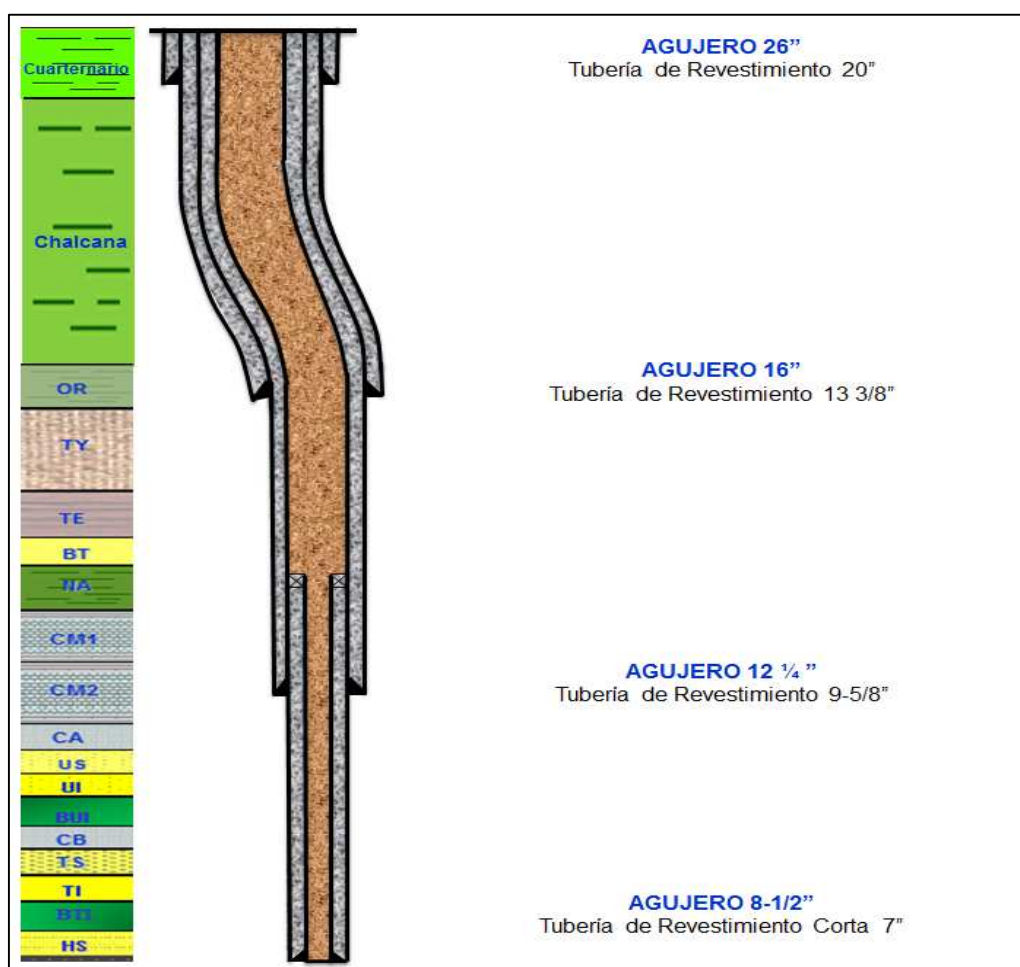 Cuarternario
Chalcana
OR
TY
TE
BT
NA
CM1
CM2
CA
US
UI
BUI
CB
TS
TI
BTI
HS
AGUJERO 26”
Tubería de Revestimiento 20”
AGUJERO 16”
Tubería de Revestimiento 13 3/8”
AGUJERO 12 ¼ ”
Tubería de Revestimiento 9-5/8”
AGUJERO 8-1/2”
Tubería de Revestimiento Corta 7”